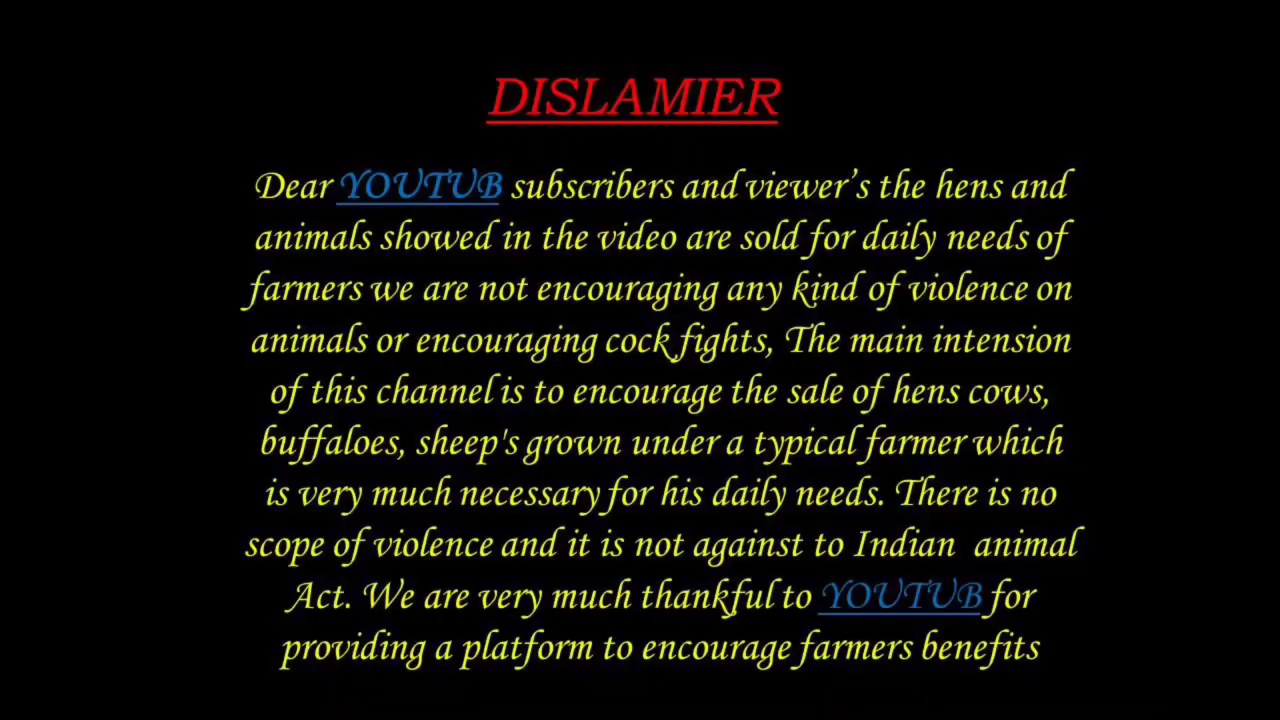 DISLAMIER
Dear YOUTUB subscribers and viewer's the hens and
animals showed in the video are sold for daily needs of
farmers we are not encouraging any kind of violence on
animals or encouraging cock fights, The main intension
of this channel is to encourage the sale of hens cows,
buffaloes, sheep's grown under a typical farmer which
is very much necessary for his daily needs. There is no
scope of violence and it is not against to Indian animal
Act. We are very much thankful to YOUTUB for
providing a platform to encourage farmers benefits